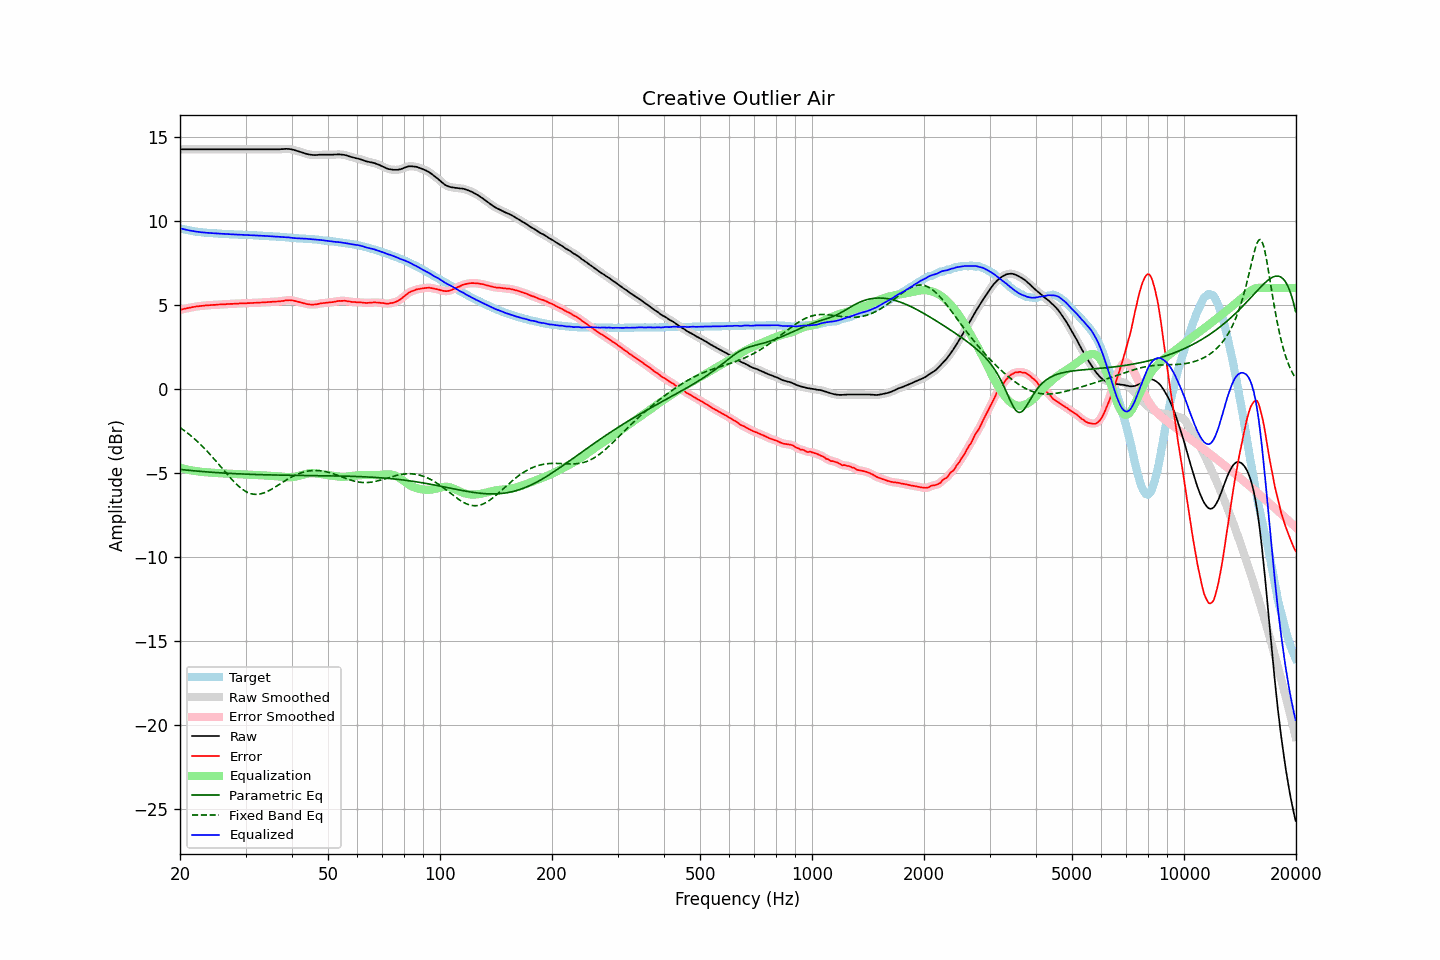 Creative Outlier Air
15
10
5
0
−5
−10
−15
−20
−25
Amplitude (dBr)
Target
Raw Smoothed
Error Smoothed
Raw
Error
Equalization
Parametric Eq
Fixed Band Eq
Equalized
20 50 100 200 500 1000 2000 5000 10000 20000
Frequency (Hz)